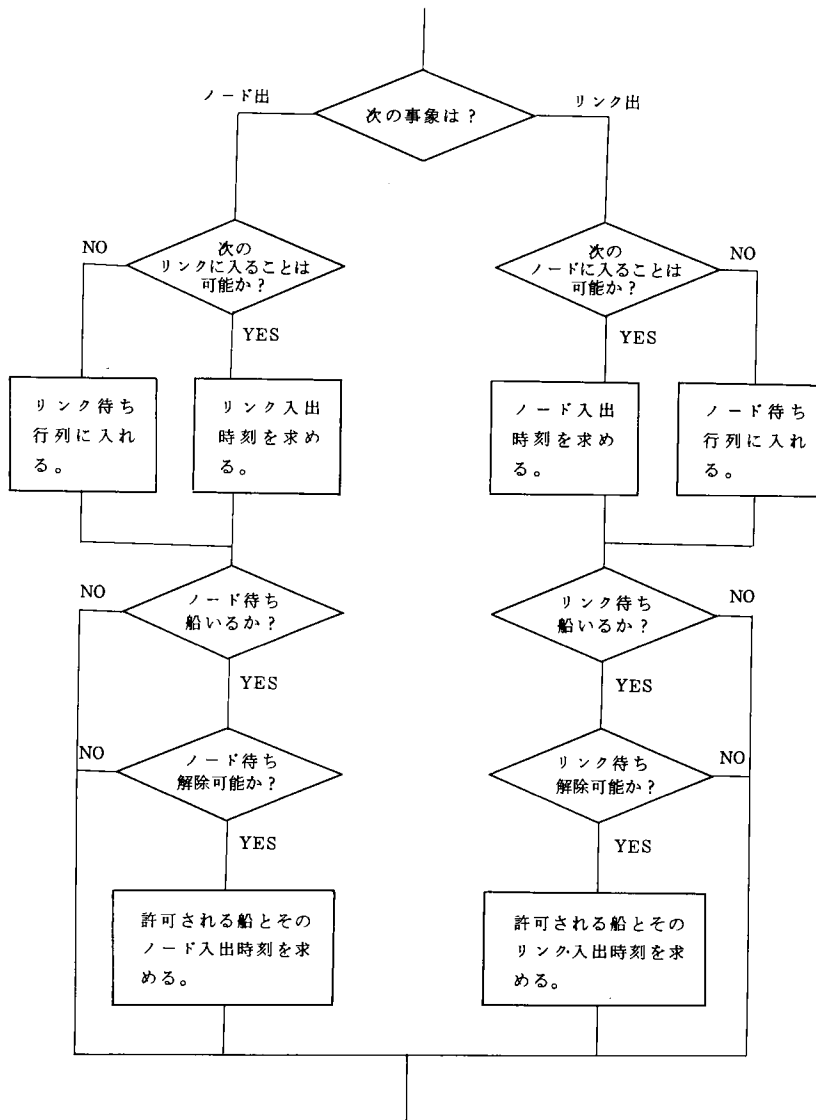 次の事象は？
ノード出
リンク出
次の
リンクに入ることは
可能か？
NO
YES
リンク待ち
行列に入れ
る。
リンク入出
時刻を求め
る。
ノード待ち
船いるか？
NO
YES
ノード待ち
解除可能か？
NO
YES
許可される船とその
ノード入出時刻を求
める。
次の
ノードに入ることは
可能か？
NO
YES
ノード入出
時刻を求め
る。
ノード待ち
行列に入れ
る。
リンク待ち
船いるか？
NO
YES
リンク待ち
解除可能か？
NO
YES
許可される船とその
リンク入出時刻を求
める。